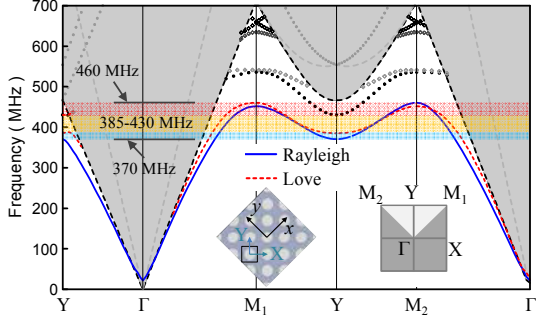 700
600
500
400
300
200
100
0
Frequency ( MHz )
460 MHz
385-430 MHz
370 MHz
Rayleigh
Love
y
x
Y
X
M2 Y M1
Γ X
Y Γ M1 Y M2 Γ